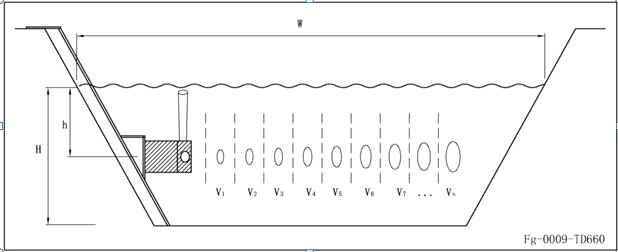 W
h
H
V₁ V₂ V₃ V₄ V₅ V₆ V₇ ... Vₙ
Fg-0009-TD660